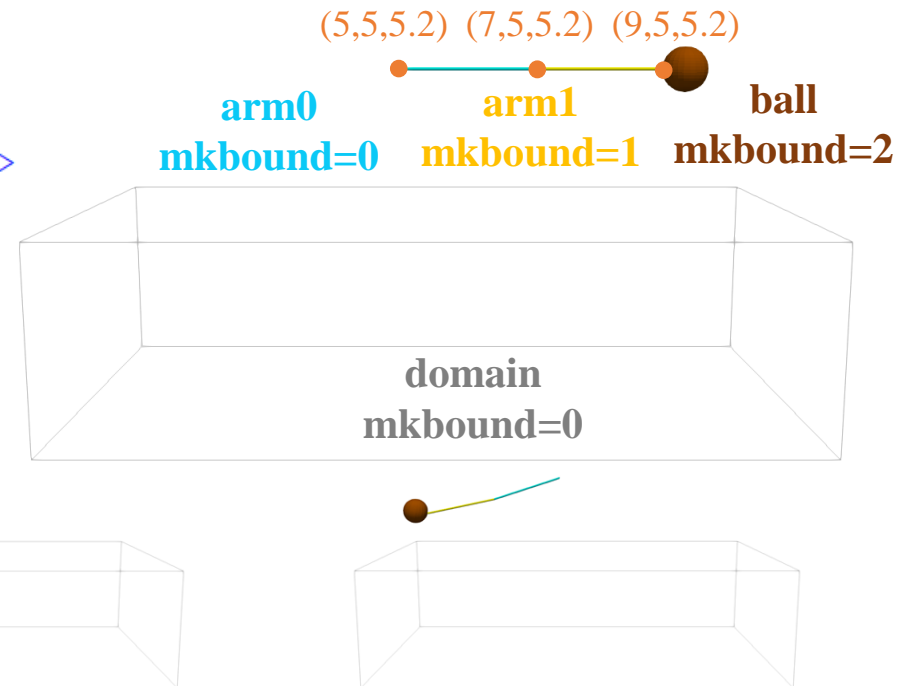 (5,5,5.2) (7,5,5.2) (9,5,5.2)
arm0
mkbound=0
arm1
mkbound=1
ball
mkbound=2
domain
mkbound=0